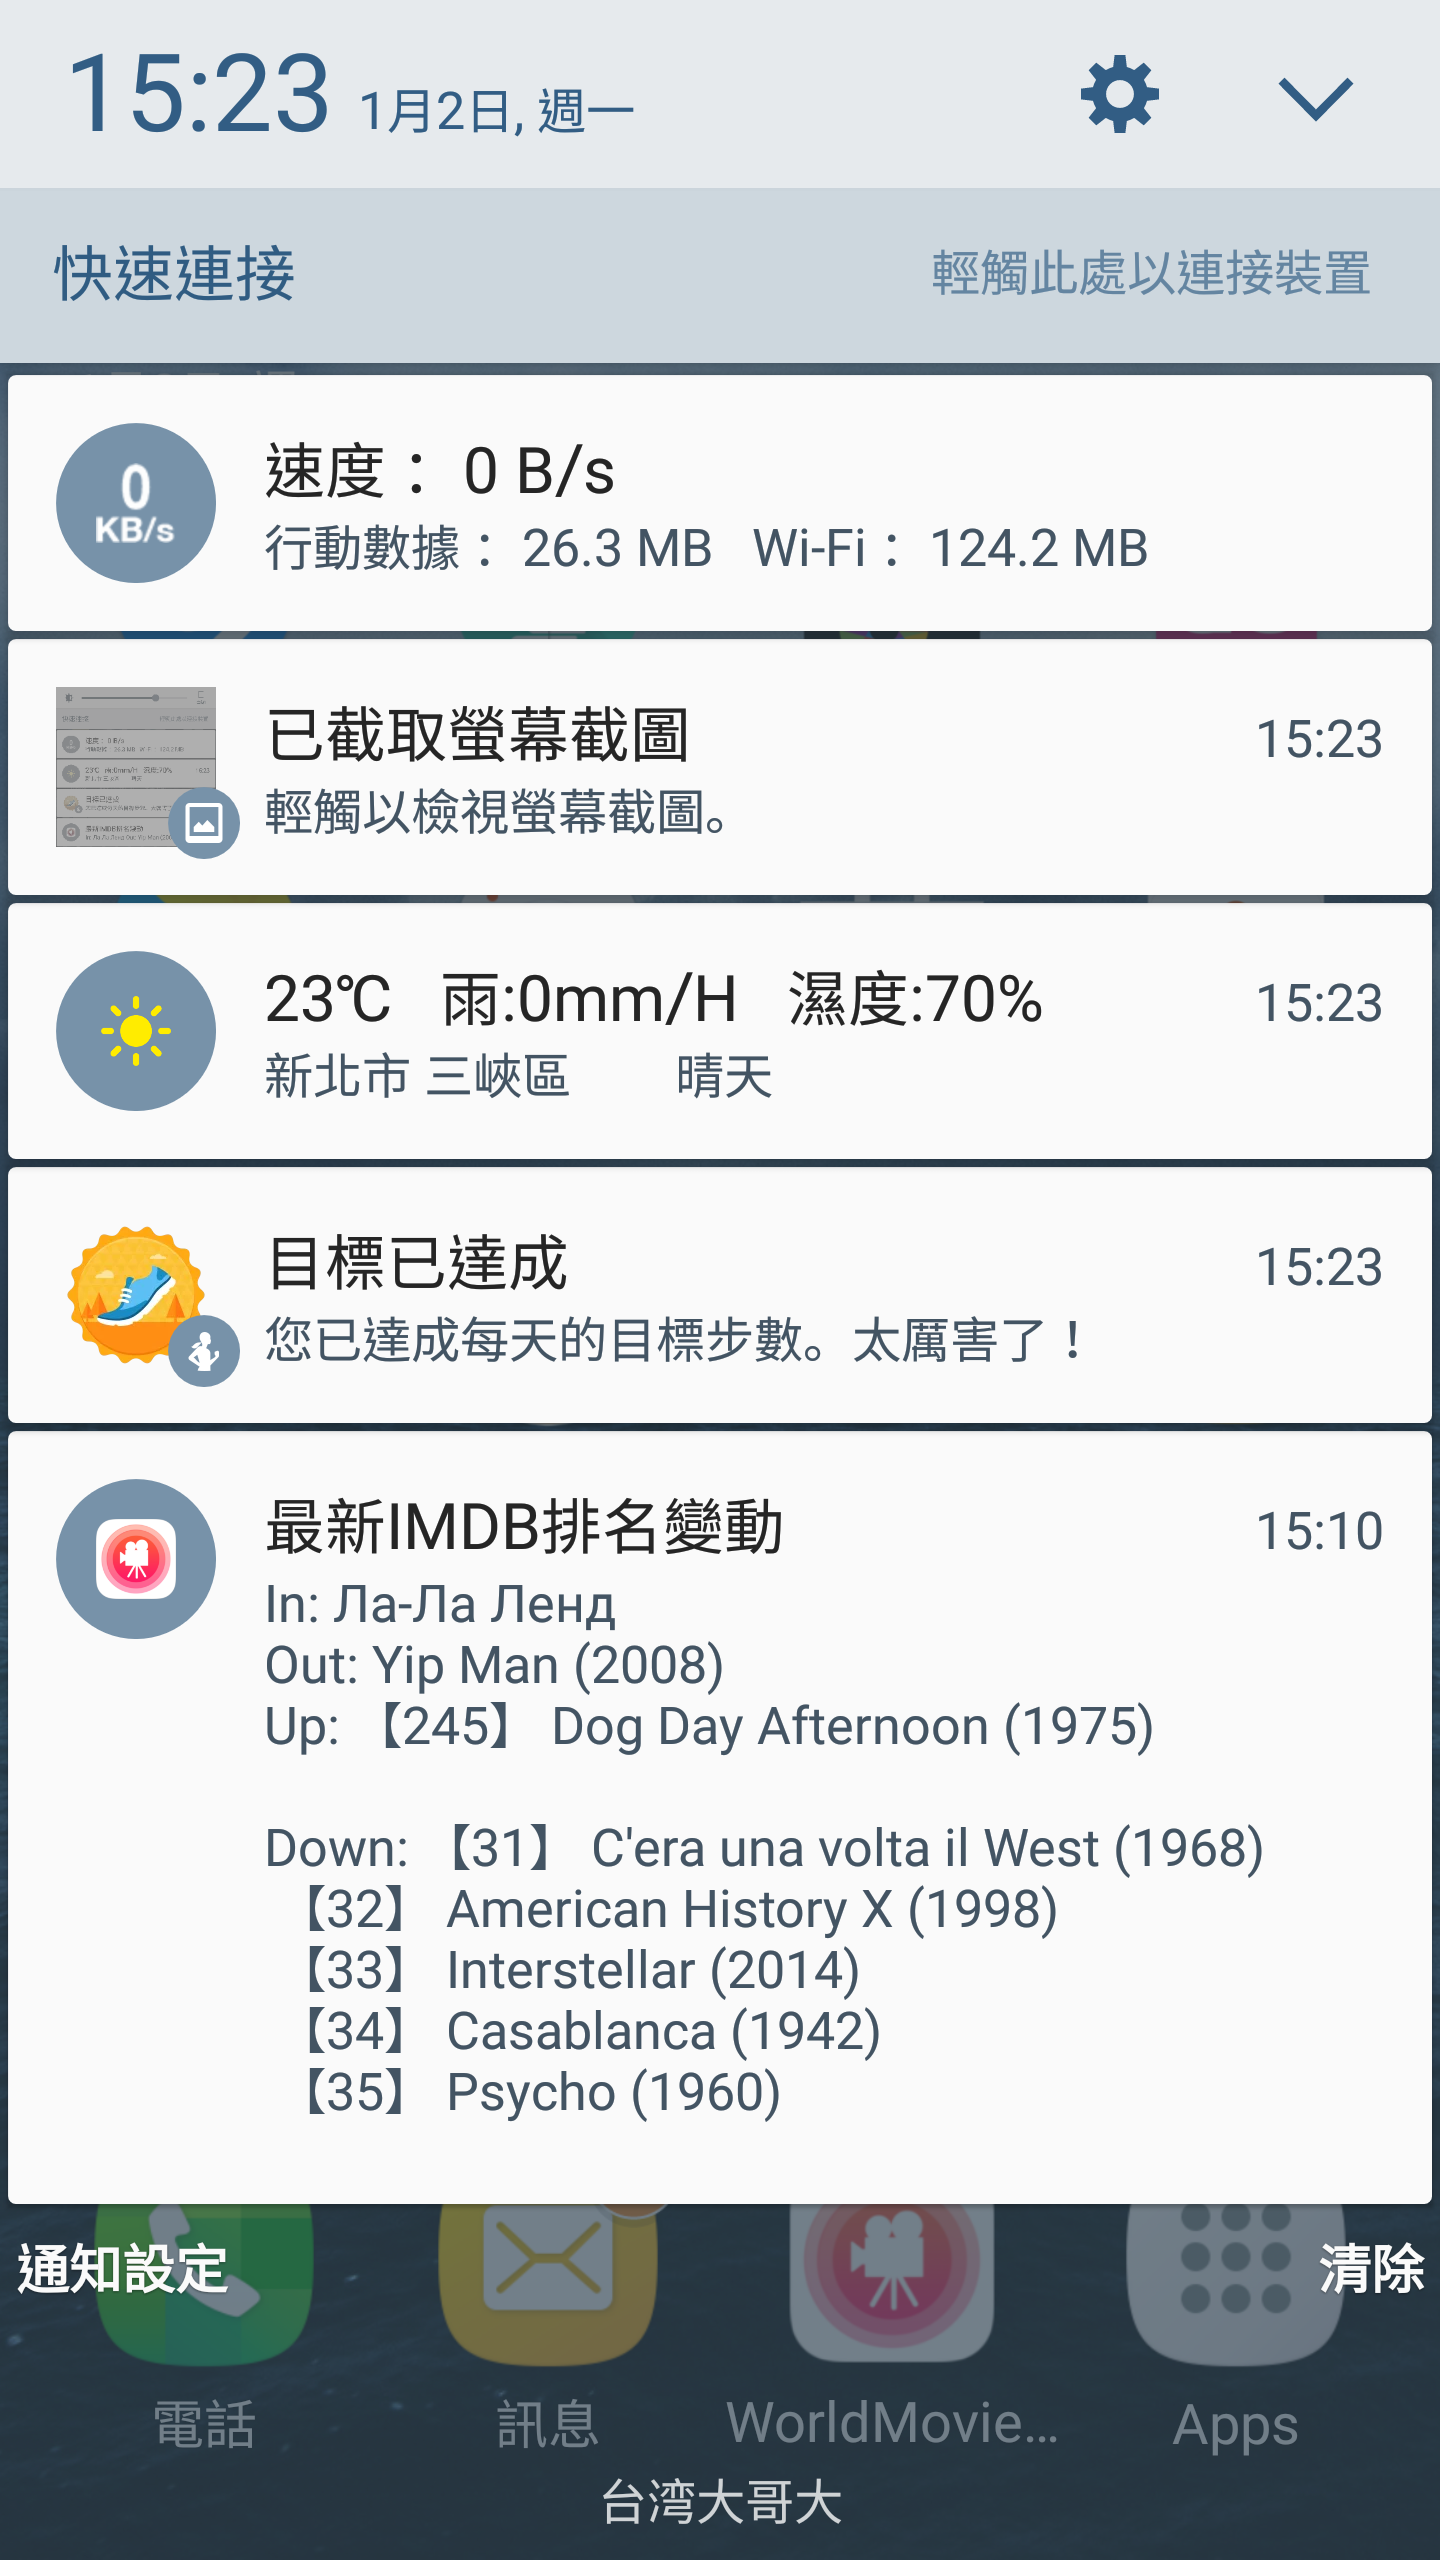 15:23 1月2日, 週一
快速連接 輕觸此處以連接裝置
0
KB/s
速度： 0 B/s
行動數據： 26.3 MB Wi-Fi： 124.2 MB
已截取螢幕截圖 15:23
輕觸以檢視螢幕截圖。
23℃ 雨:0mm/H 濕度:70% 15:23
新北市 三峽區 晴天
目標已達成 15:23
您已達成每天的目標步數。太厲害了！
最新IMDB排名變動 15:10
In: Ла-Ла Ленд
Out: Yip Man (2008)
Up: 【245】 Dog Day Afternoon (1975)
Down: 【31】 C'era una volta il West (1968)
【32】 American History X (1998)
【33】 Interstellar (2014)
【34】 Casablanca (1942)
【35】 Psycho (1960)
通知設定 清除
電話 訊息 WorldMovie... Apps
台湾大哥大